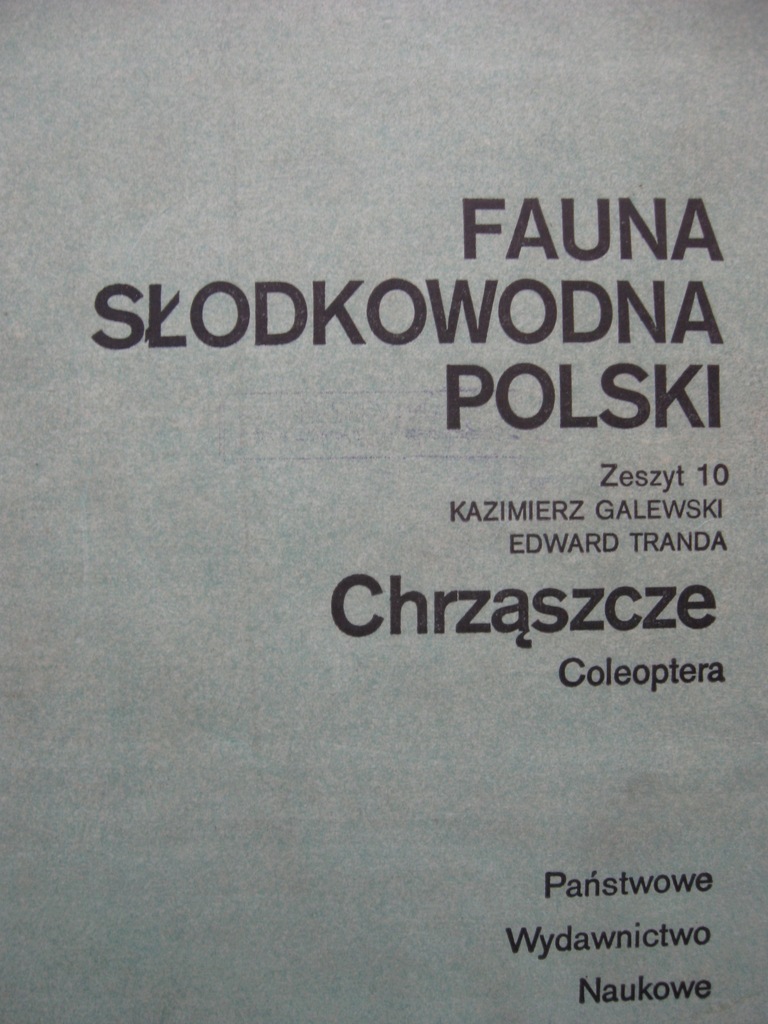 FAUNA
SŁODKOWODNA
POLSKI
Zeszyt 10
KAZIMIERZ GALEWSKI
EDWARD TRANDA
Chrząszcze
Coleoptera
Państwowe
Wydawnictwo
Naukowe